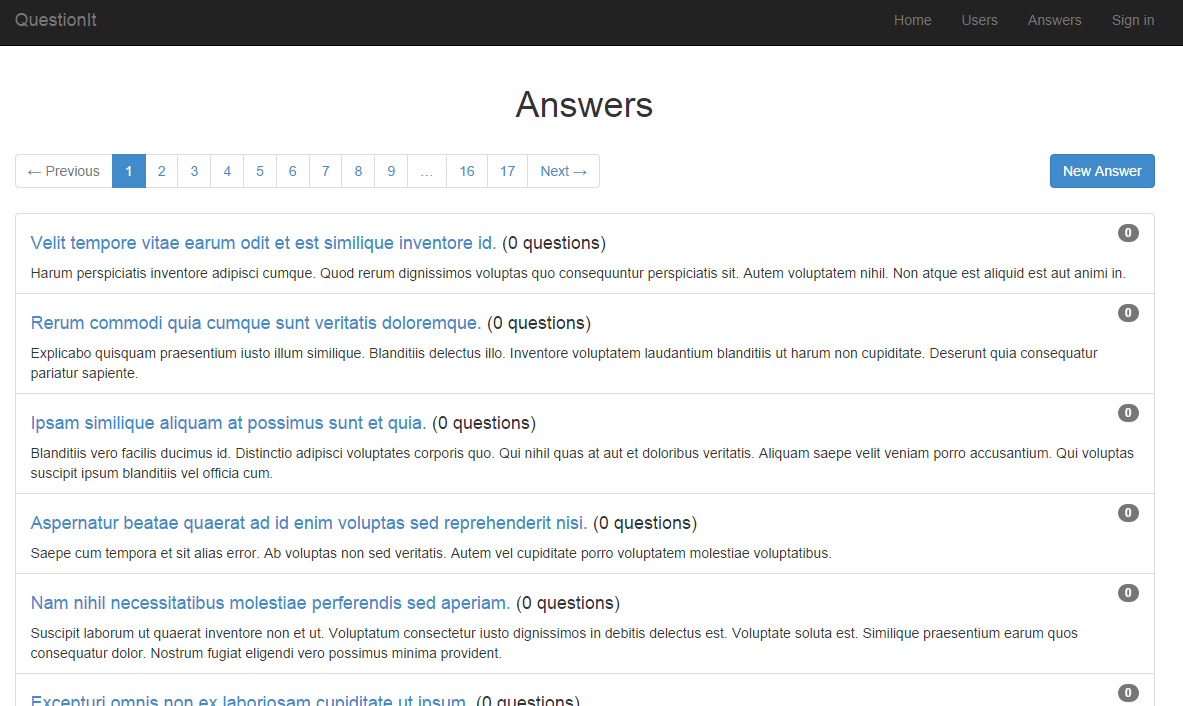 QuestionIt Home Users Answers Sign in
Answers
← Previous 1 2 3 4 5 6 7 8 9 … 16 17 Next → New Answer
Velit tempore vitae earum odit et est similique inventore id. (0 questions) 0
Harum perspiciatis inventore adipisci cumque. Quod rerum dignissimos voluptas quo consequuntur perspiciatis sit. Autem voluptatem nihil. Non atque est aliquid est aut animi in.
Rerum commodi quia cumque sunt veritatis doloremque. (0 questions) 0
Explicabo quisquam praesentium iusto illum similique. Blanditiis delectus illo. Inventore voluptatem laudantium blanditiis ut harum non cupiditate. Deserunt quia consequatur
pariatur sapiente.
Ipsam similique aliquam at possimus sunt et quia. (0 questions) 0
Blanditiis vero facilis ducimus id. Distinctio adipisci voluptates corporis quo. Qui nihil quas at aut et doloribus veritatis. Aliquam saepe velit veniam porro accusantium. Qui voluptas
suscipit ipsum blanditiis vel officia cum.
Aspernatur beatae quaerat ad id enim voluptas sed reprehenderit nisi. (0 questions) 0
Saepe cum tempora et sit alias error. Ab voluptas non sed veritatis. Autem vel cupiditate porro voluptatem molestiae voluptatibus.
Nam nihil necessitatibus molestiae perferendis sed aperiam. (0 questions) 0
Suscipit laborum ut quaerat inventore non et ut. Voluptatum consectetur iusto dignissimos in debitis delectus est. Voluptate soluta est. Similique praesentium earum quos
consequatur dolor. Nostrum fugiat eligendi vero possimus minima provident.
Excepturi omnis non ex laboriosam cupiditate ut ipsum. (0 questions) 0